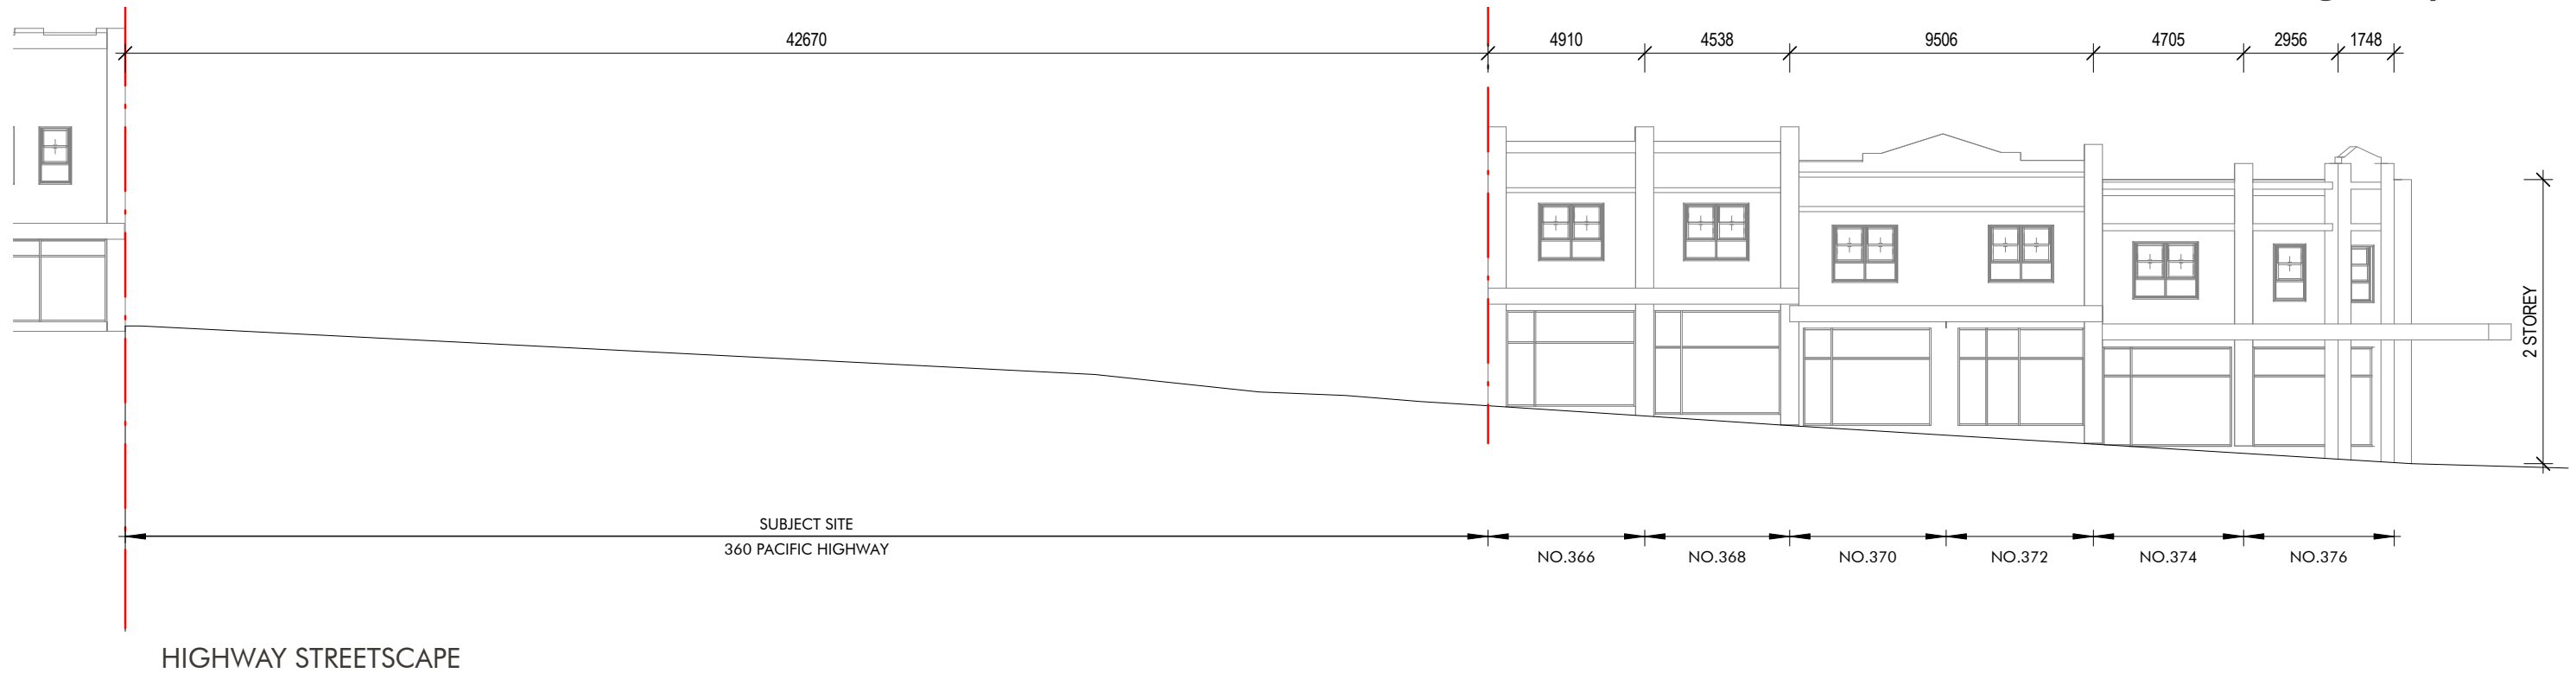 42670
4910
4538
9506
4705
2956
1748
2 STOREY
SUBJECT SITE
360 PACIFIC HIGHWAY
NO.366
NO.368
NO.370
NO.372
NO.374
NO.376
HIGHWAY STREETSCAPE